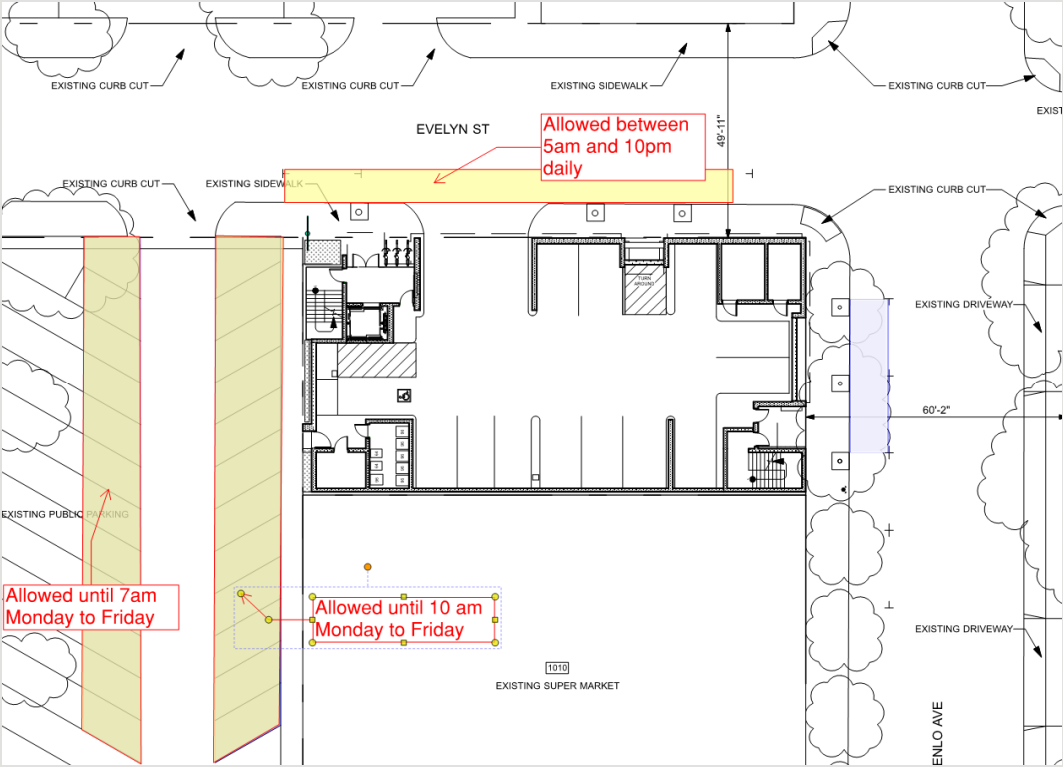 EXISTING CURB CUT
EXISTING CURB CUT
EXISTING SIDEWALK
EXISTING CURB CUT
EXIST
EVELYN ST
Allowed between
5am and 10pm
daily
49'-11"
EXISTING CURB CUT
EXISTING SIDEWALK
EXISTING CURB CUT
TURN
AROUND
EXISTING DRIVEWAY
60'-2"
EXISTING PUBLIC PARKING
Allowed until 7am
Monday to Friday
Allowed until 10 am
Monday to Friday
EXISTING DRIVEWAY
1010
EXISTING SUPER MARKET
ENLO AVE